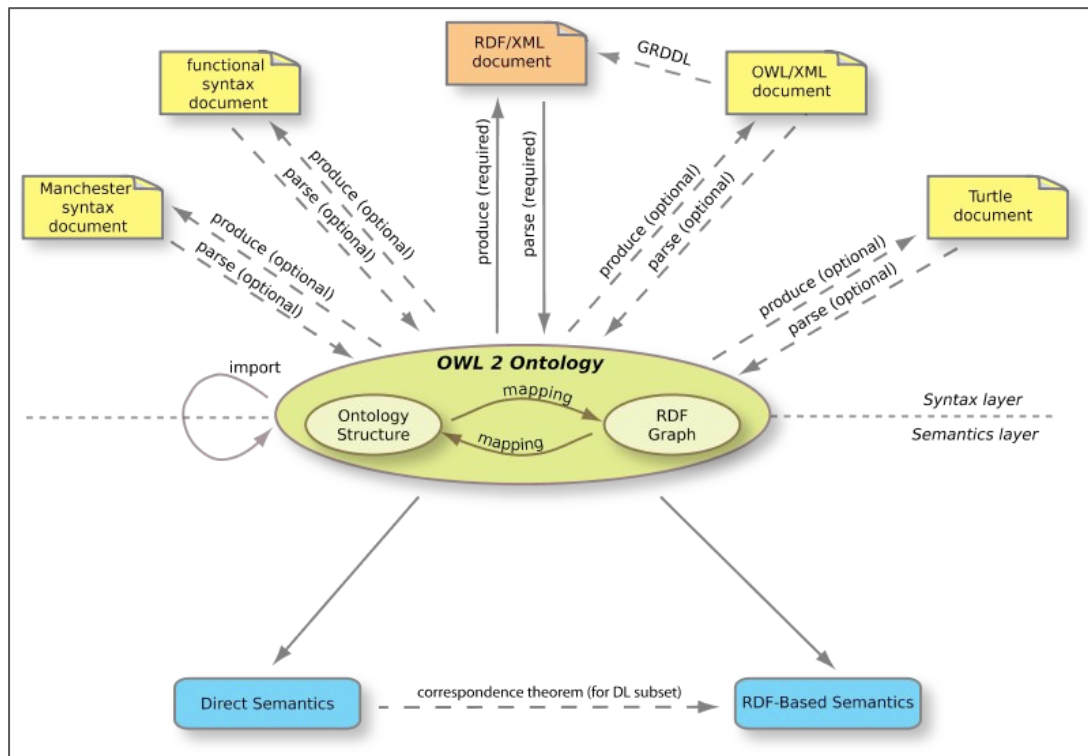 RDF/XML
document
GRDDL
functional
syntax
document
OWL/XML
document
Manchester
syntax
document
Turtle
document
produce (optional)
parse (optional)
produce (optional)
parse (optional)
produce (required)
parse (required)
produce (optional)
parse (optional)
produce (optional)
parse (optional)
import
OWL 2 Ontology
mapping
Ontology
Structure
RDF
Graph
mapping
Syntax layer
Semantics layer
Direct Semantics
correspondence theorem (for DL subset)
RDF-Based Semantics